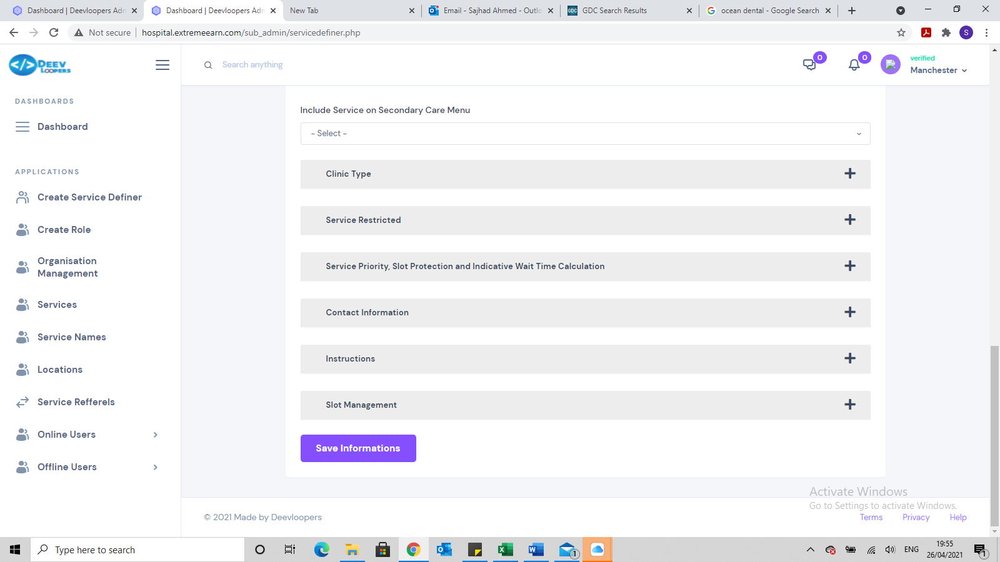 Dashboard | Deevloopers Adn
Dashboard | Deevloopers Adn
New Tab
Email - Sajhad Ahmed - Outlo
GDC
GDC Search Results
ocean dental - Google Search
Not secure
hospital.extremeearn.com/sub_admin/servicedefiner.php
S
</> DEEV
LOOPERS
Search anything
0
0
verified
Manchester
DASHBOARDS
Dashboard
APPLICATIONS
Create Service Definer
Create Role
Organisation
Management
Services
Service Names
Locations
Service Refferels
Online Users
Offline Users
Include Service on Secondary Care Menu
- Select -
Clinic Type
Service Restricted
Service Priority, Slot Protection and Indicative Wait Time Calculation
Contact Information
Instructions
Slot Management
Save Informations
Activate Windows
Go to Settings to activate Windows.
© 2021 Made by Deevloopers
Terms
Privacy
Help
Type here to search
1
ENG
19:55
26/04/2021
1